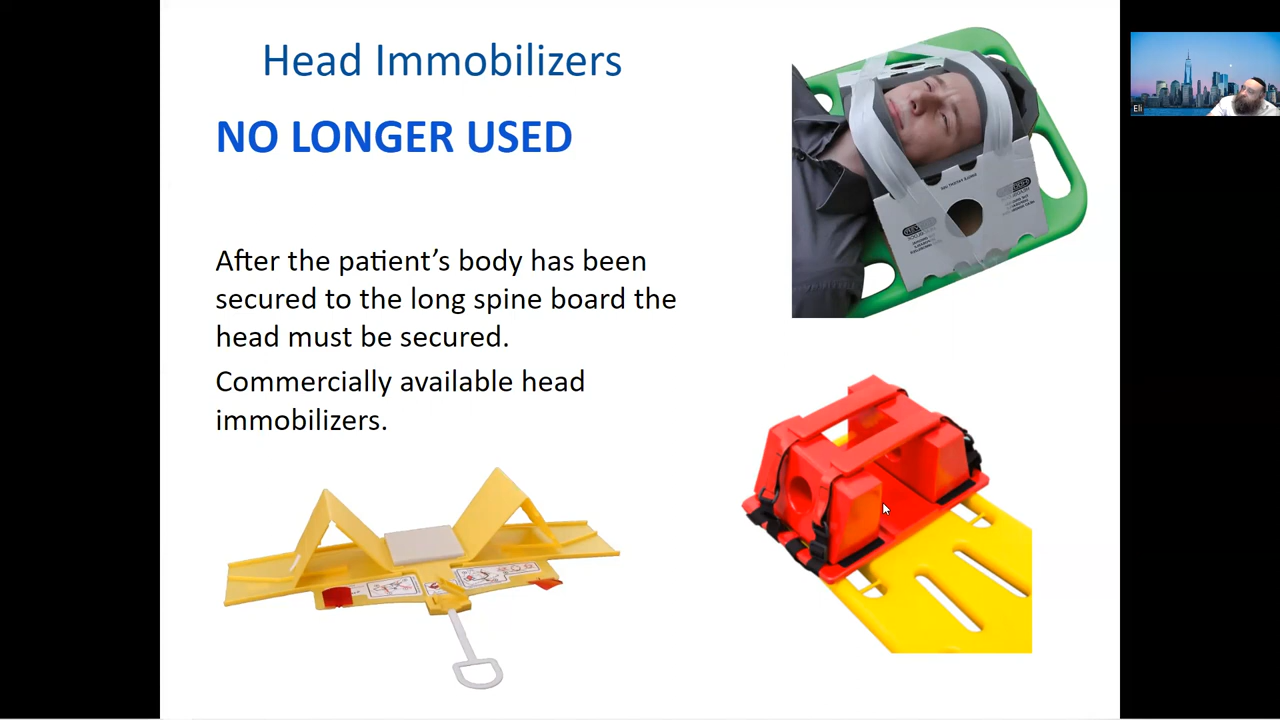 Head Immobilizers
NO LONGER USED
After the patient’s body has been
secured to the long spine board the
head must be secured.
Commercially available head
immobilizers.
Eli